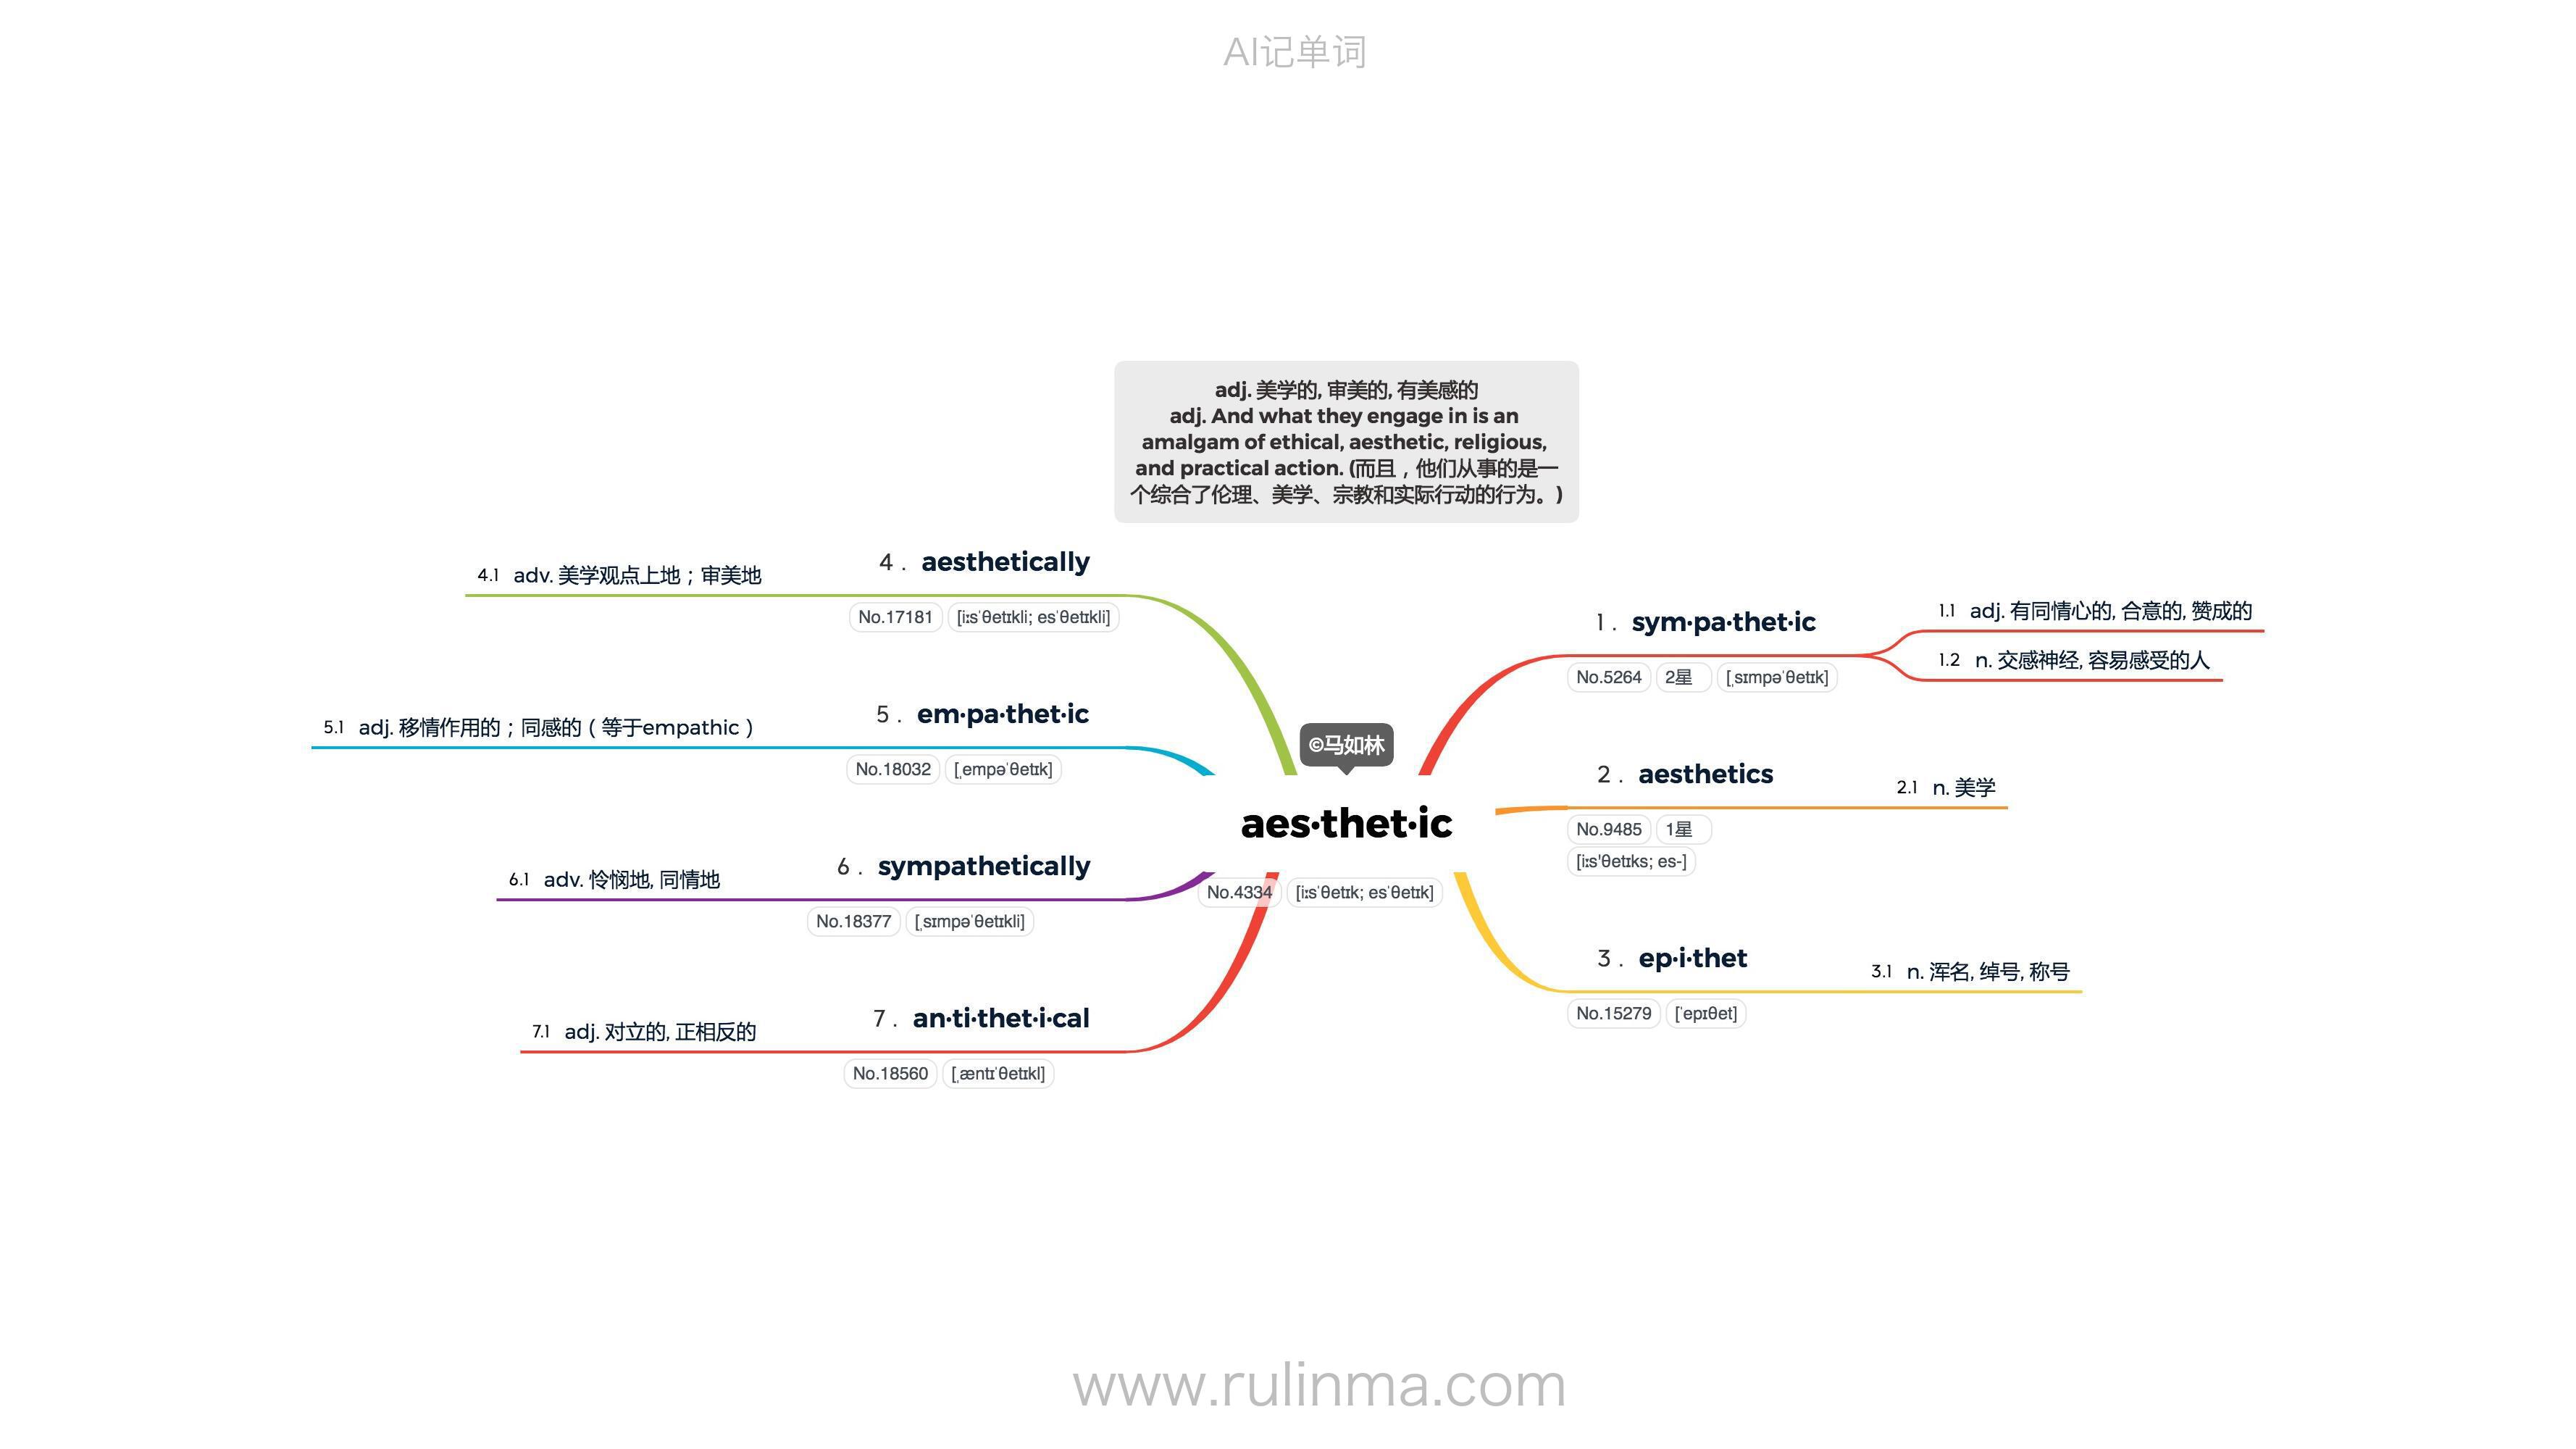 AI记单词
adj. 美学的, 审美的, 有美感的
adj. And what they engage in is an
amalgam of ethical, aesthetic, religious,
and practical action. (而且，他们从事的是一
个综合了伦理、美学、宗教和实际行动的行为。)
©马如林
aes·thet·ic
No.4334 [iːsˈθetɪk; esˈθetɪk]
1 . sym·pa·thet·ic
No.5264 2星 [ˌsɪmpəˈθetɪk]
1.1 adj. 有同情心的, 合意的, 赞成的
1.2 n. 交感神经, 容易感受的人
2 . aesthetics
No.9485 1星
[iːs'θetɪks; es-]
2.1 n. 美学
3 . ep·i·thet
No.15279 [ˈepɪθet]
3.1 n. 浑名, 绰号, 称号
4 . aesthetically
No.17181 [iːsˈθetɪkli; esˈθetɪkli]
4.1 adv. 美学观点上地；审美地
5 . em·pa·thet·ic
No.18032 [ˌempəˈθetɪk]
5.1 adj. 移情作用的；同感的（等于empathic）
6 . sympathetically
No.18377 [ˌsɪmpəˈθetɪkli]
6.1 adv. 怜悯地, 同情地
7 . an·ti·thet·i·cal
No.18560 [ˌæntɪˈθetɪkl]
7.1 adj. 对立的, 正相反的
www.rulinma.com